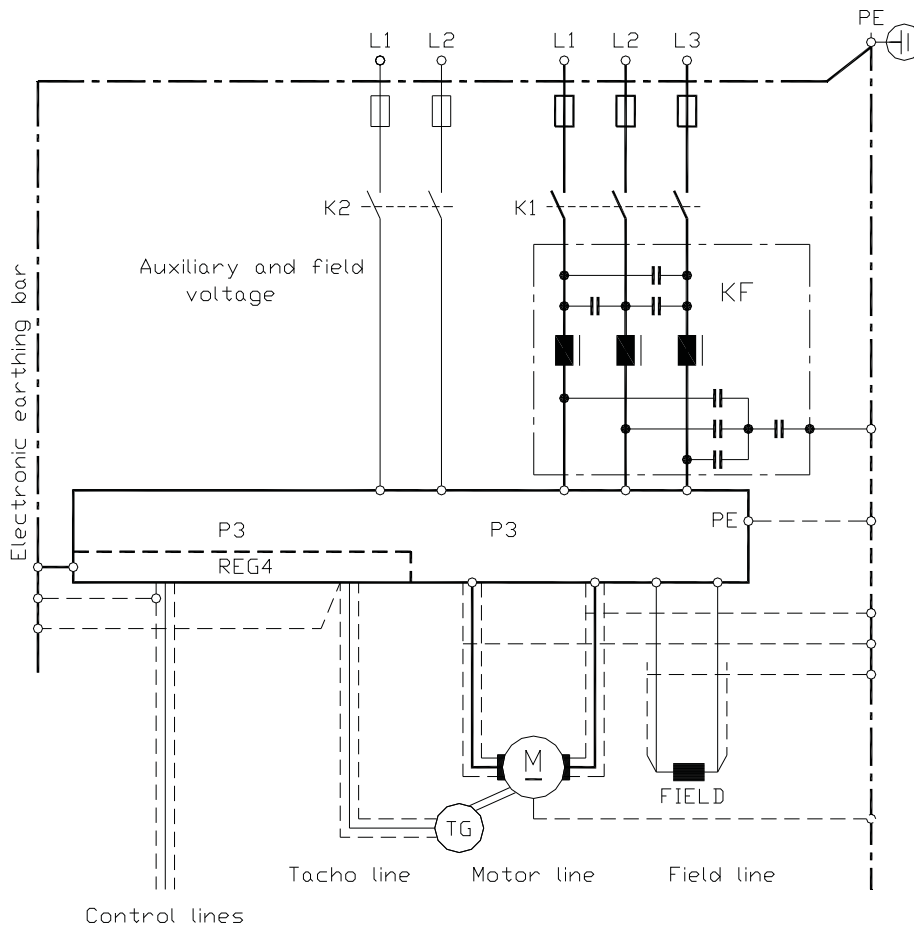 PE
L1 L2 L1 L2 L3
K2 K1
Auxiliary and field
voltage
KF
Electronic earthing bar
P3 P3 PE
REG4
M
FIELD
TG
Tacho line Motor line Field line
Control lines